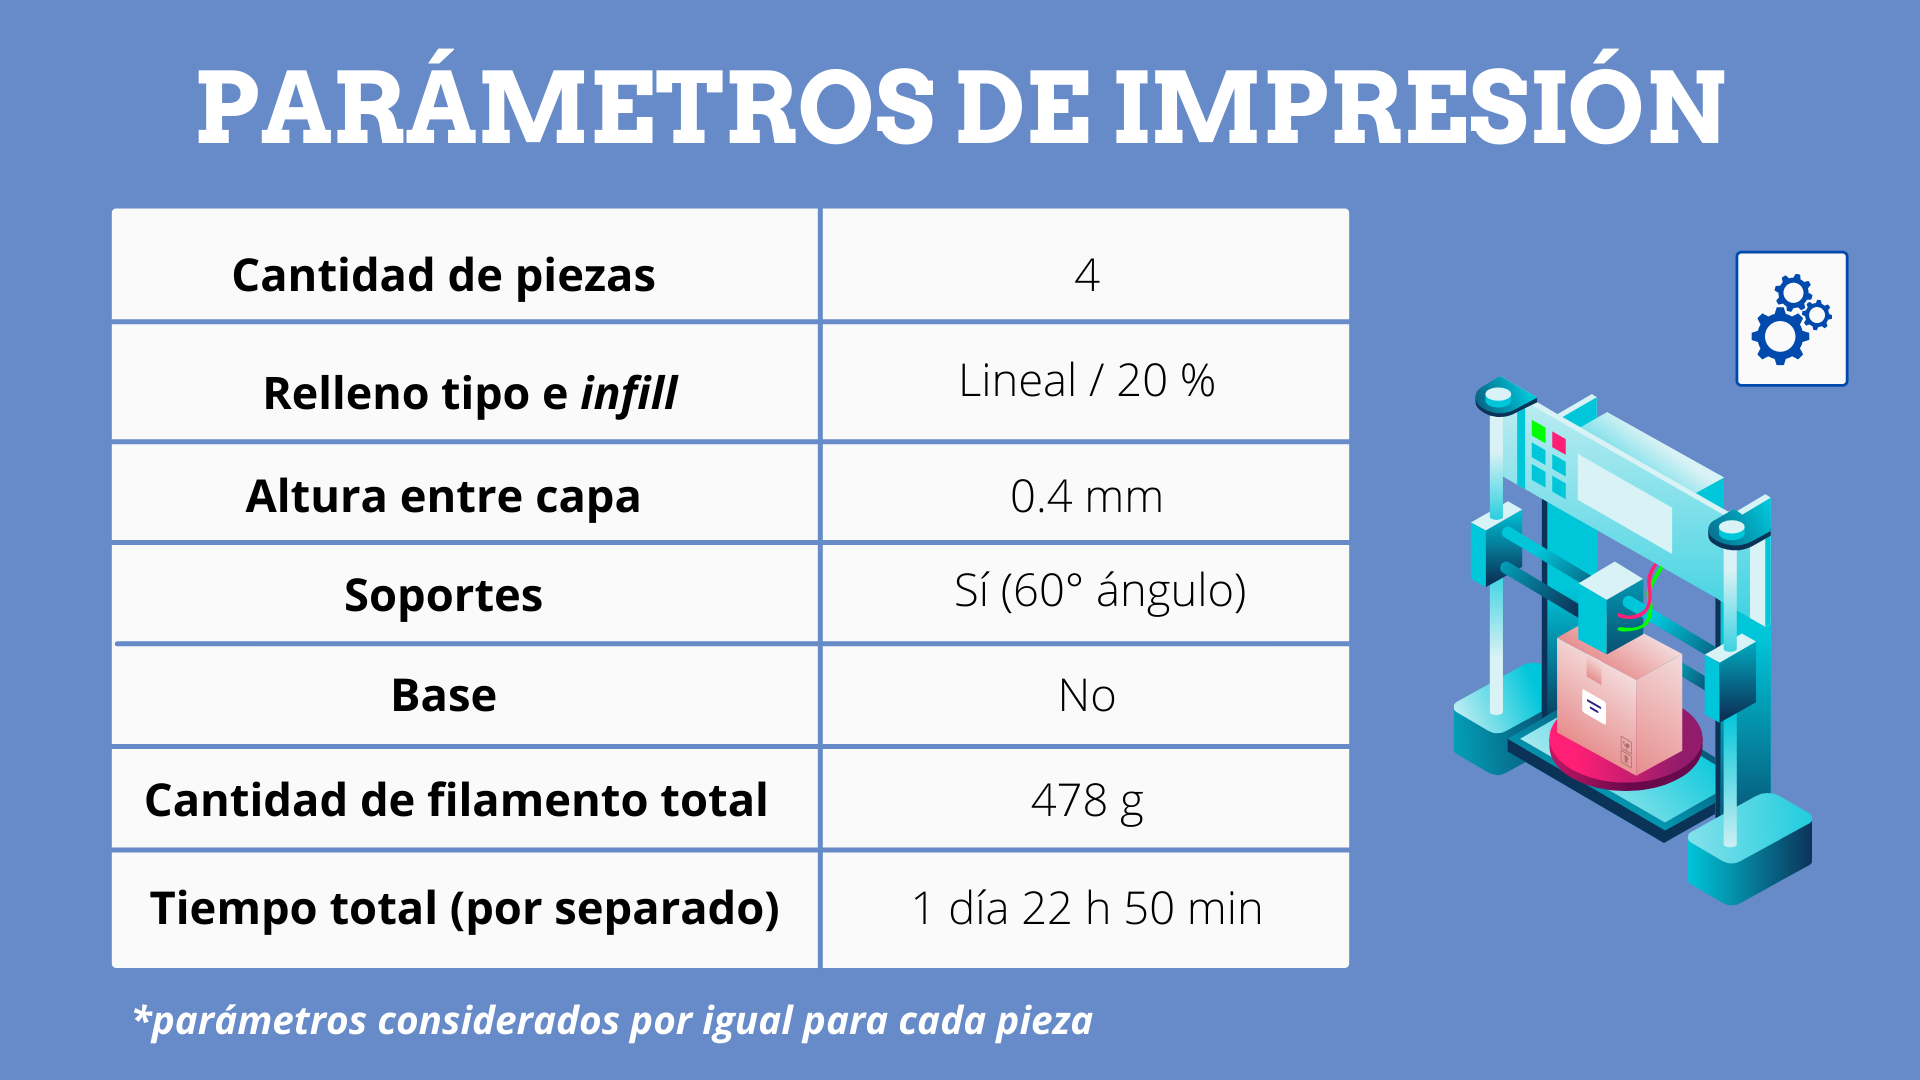 PARÁMETROS DE IMPRESIÓN
Cantidad de piezas
4
Relleno tipo e infill
Lineal / 20 %
Altura entre capa
0.4 mm
Soportes
Sí (60° ángulo)
Base
No
Cantidad de filamento total
478 g
Tiempo total (por separado)
1 día 22 h 50 min
*parámetros considerados por igual para cada pieza